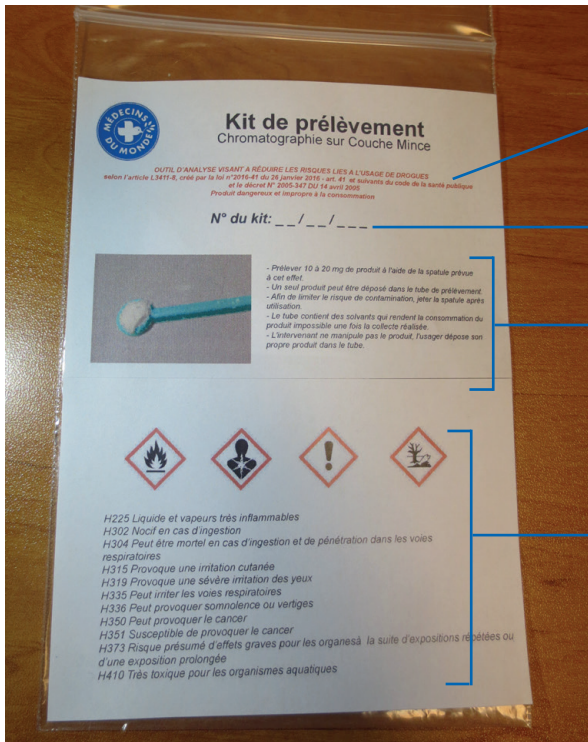 MÉDECINS
DU MONDE
Kit de prélèvement
Chromatographie sur Couche Mince
OUTIL D'ANALYSE VISANT A RÉDUIRE LES RISQUES LIES A L'USAGE DE DROGUES
selon l'article L3411-8, créé par la loi n°2016-41 du 26 janvier 2016 - art. 41 et suivants du code de la santé publique
et le décret N° 2005-347 DU 14 avril 2005
Produit dangereux et impropre à la consommation
N° du kit: _ _ / _ _ / _ _ _
- Prélever 10 à 20 mg de produit à l'aide de la spatule prévue
à cet effet.
- Un seul produit peut être déposé dans le tube de prélèvement.
- Afin de limiter le risque de contamination, jeter la spatule après
utilisation.
- Le tube contient des solvants qui rendent la consommation du
produit impossible une fois la collecte réalisée.
- L'intervenant ne manipule pas le produit, l'usager dépose son
propre produit dans le tube.
H225 Liquide et vapeurs très inflammables
H302 Nocif en cas d'ingestion
H304 Peut être mortel en cas d'ingestion et de pénétration dans les voies
respiratoires
H315 Provoque une irritation cutanée
H319 Provoque une sévère irritation des yeux
H335 Peut irriter les voies respiratoires
H336 Peut provoquer somnolence ou vertiges
H350 Peut provoquer le cancer
H351 Susceptible de provoquer le cancer
H373 Risque présumé d'effets graves pour les organesà la suite d'expositions répétées ou
d'une exposition prolongée
H410 Très toxique pour les organismes aquatiques